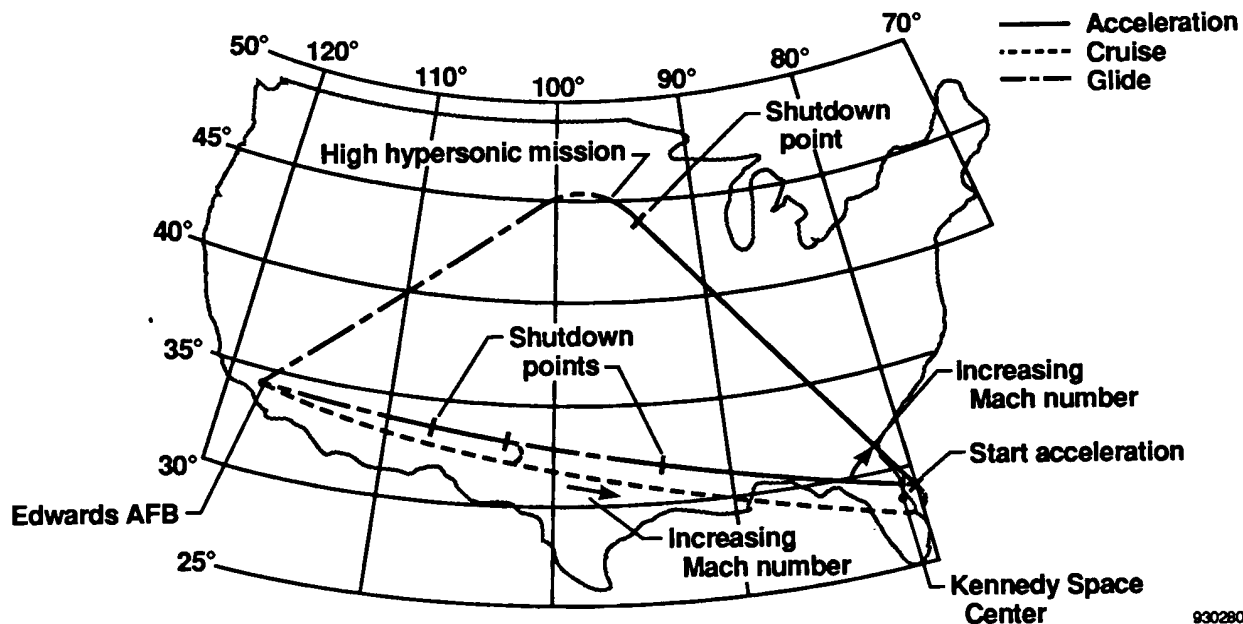 70°
Acceleration
Cruise
Glide
50°
120°
110°
100°
90°
80°
Shutdown
point
45°
High hypersonic mission
40°
35°
Shutdown
points
Increasing
Mach number
30°
Start acceleration
Edwards AFB
Increasing
Mach number
25°
Kennedy Space
Center
930280